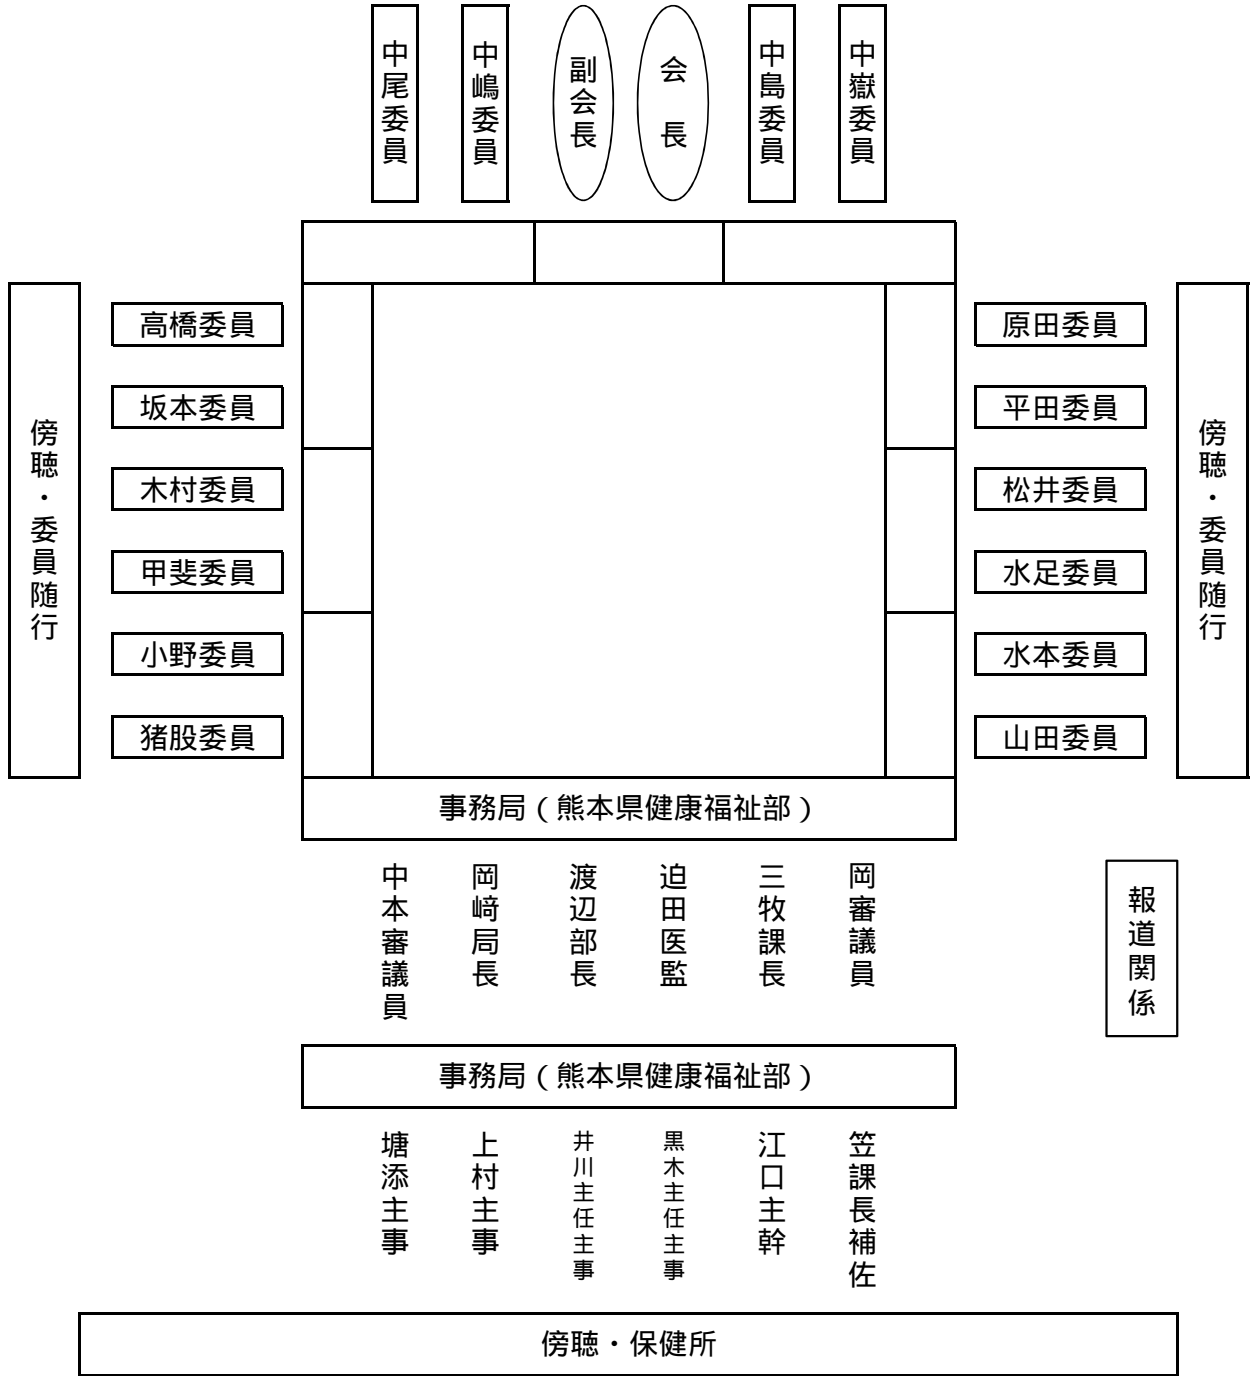 中尾委員
中嶋委員
副会長
会長
中島委員
中嶽委員
傍聴・委員随行
高橋委員
坂本委員
木村委員
甲斐委員
小野委員
猪股委員
原田委員
平田委員
松井委員
水足委員
水本委員
山田委員
傍聴・委員随行
事務局（熊本県健康福祉部）
中本審議員
岡﨑局長
渡辺部長
迫田医監
三牧課長
岡審議員
報道関係
事務局（熊本県健康福祉部）
塘添主事
上村主事
井川主任主事
黒木主任主事
江口主幹
笠課長補佐
傍聴・保健所